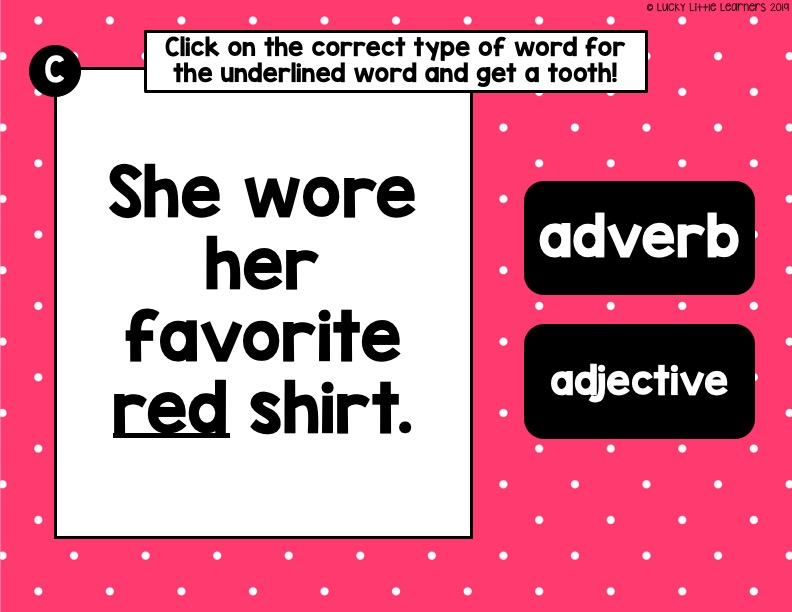 © Lucky Little Learners 2019
Click on the correct type of word for
the underlined word and get a tooth!
C
She wore
her
favorite
red shirt.
adverb
adjective